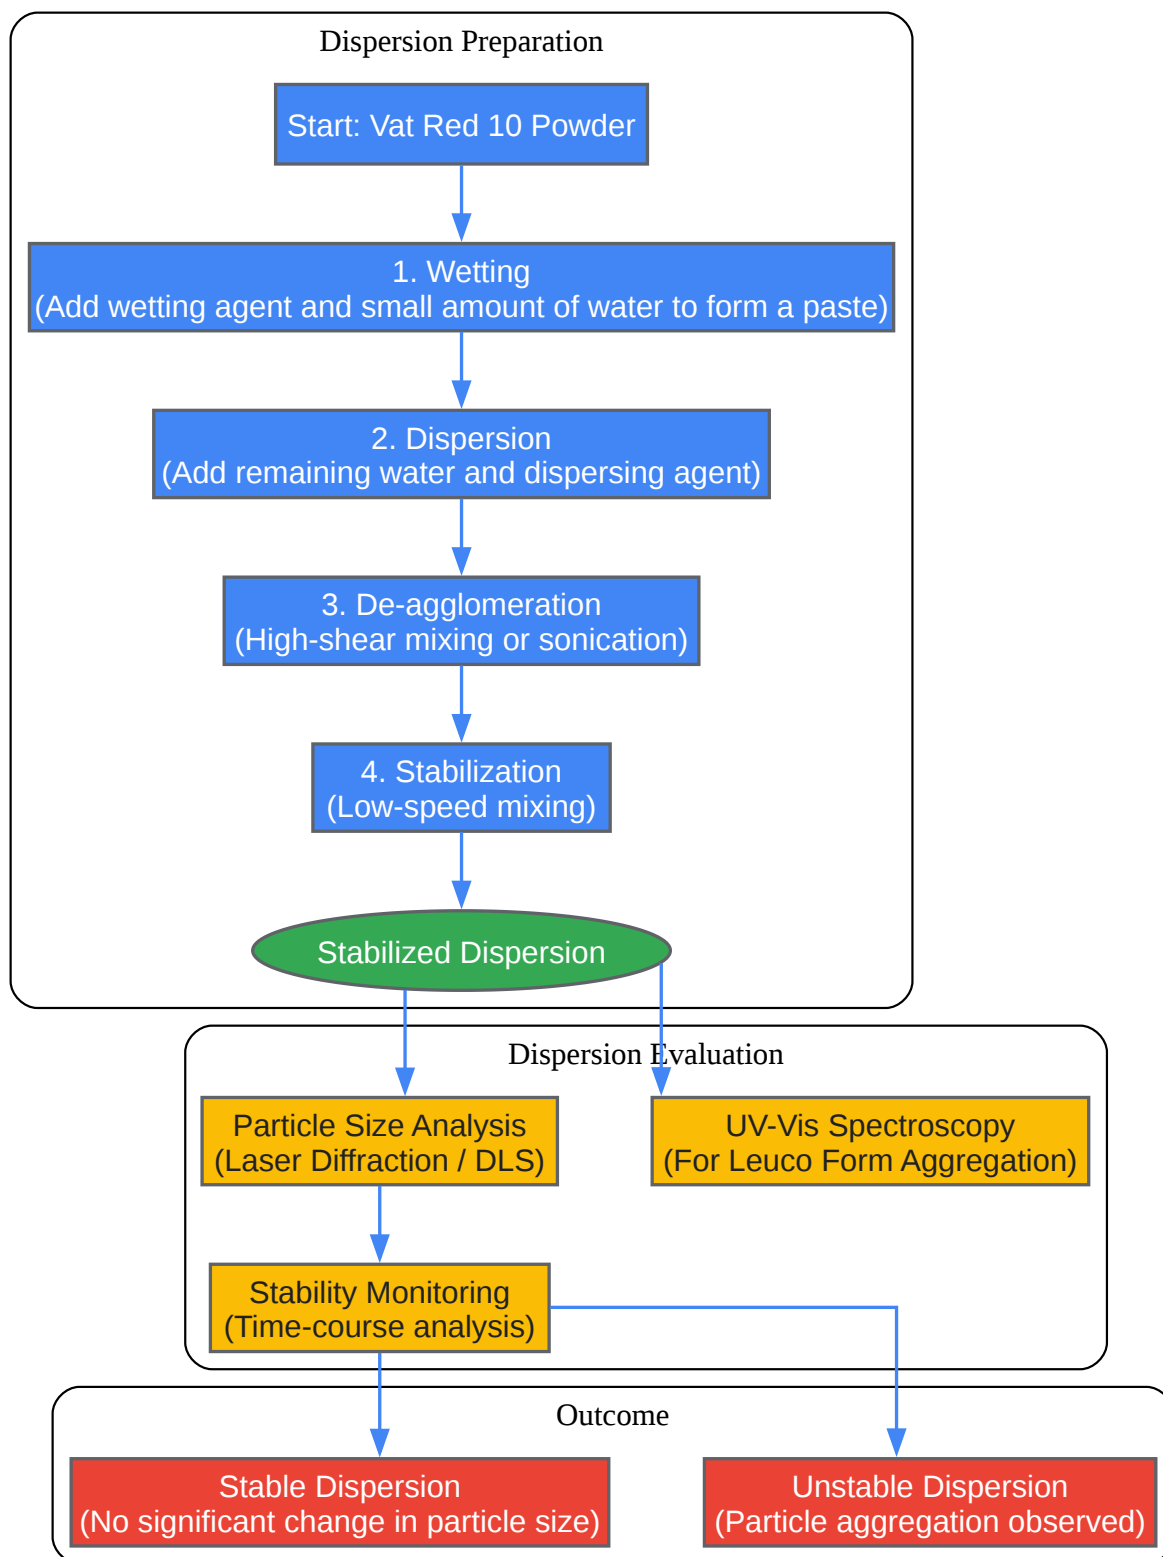 Dispersion Preparation
Start: Vat Red 10 Powder
1. Wetting
(Add wetting agent and small amount of water to form a paste)
2. Dispersion
(Add remaining water and dispersing agent)
3. De-agglomeration
(High-shear mixing or sonication)
4. Stabilization
(Low-speed mixing)
Stabilized Dispersion
Dispersion Evaluation
Particle Size Analysis
(Laser Diffraction / DLS)
UV-Vis Spectroscopy
(For Leuco Form Aggregation)
Stability Monitoring
(Time-course analysis)
Outcome
Stable Dispersion
(No significant change in particle size)
Unstable Dispersion
(Particle aggregation observed)